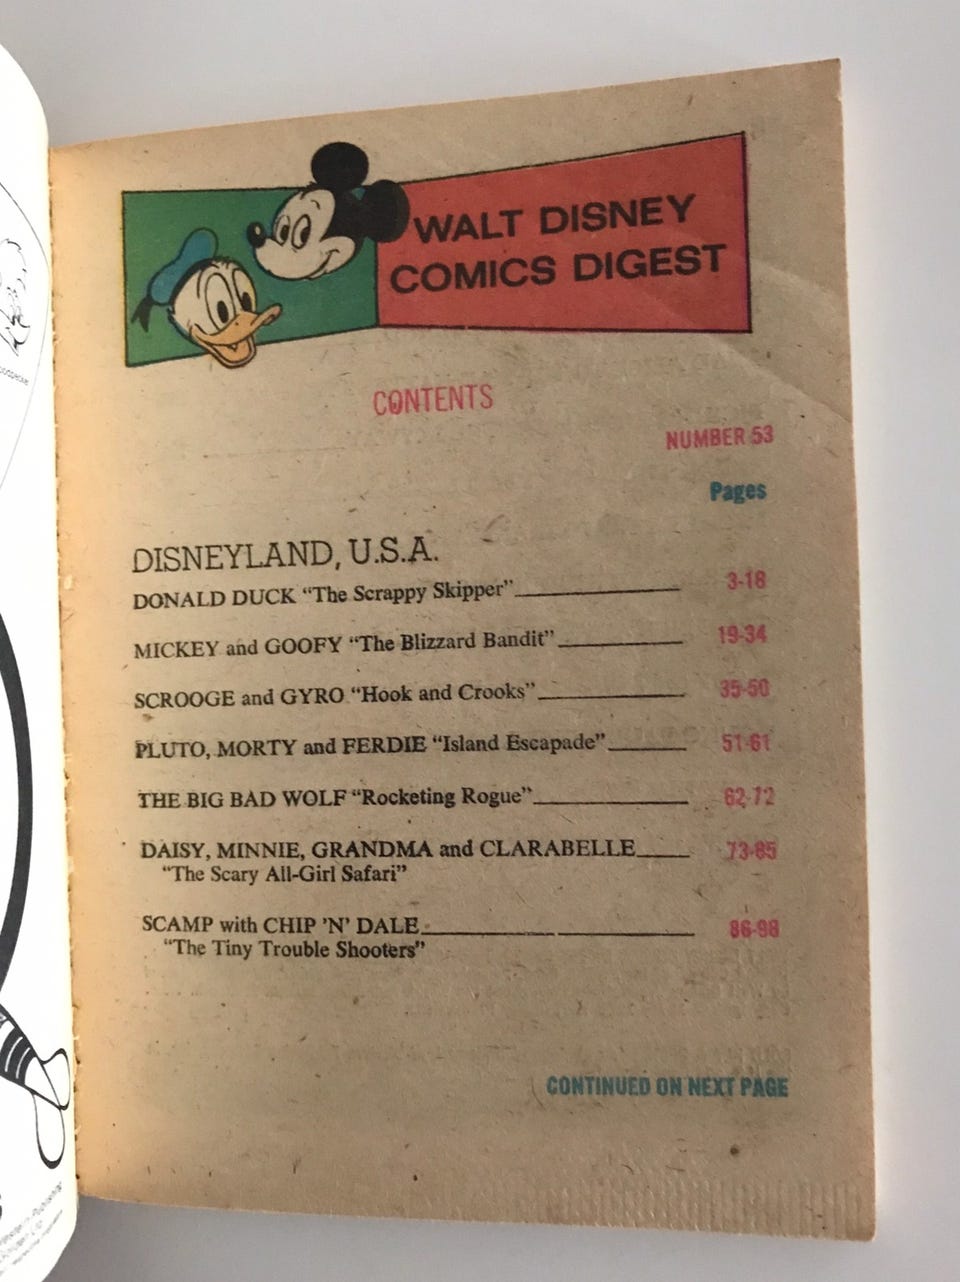 WALT DISNEY
COMICS DIGEST
CONTENTS
NUMBER 53
Pages
DISNEYLAND, U.S.A.
DONALD DUCK “The Scrappy Skipper” 3-18
MICKEY and GOOFY “The Blizzard Bandit” 19-34
SCROOGE and GYRO “Hook and Crooks” 35-50
PLUTO, MORTY and FERDIE “Island Escapade” 51-61
THE BIG BAD WOLF “Rocketing Rogue” 62-72
DAISY, MINNIE, GRANDMA and CLARABELLE 73-85
“The Scary All-Girl Safari”
SCAMP with CHIP ’N’ DALE 86-98
“The Tiny Trouble Shooters”
CONTINUED ON NEXT PAGE